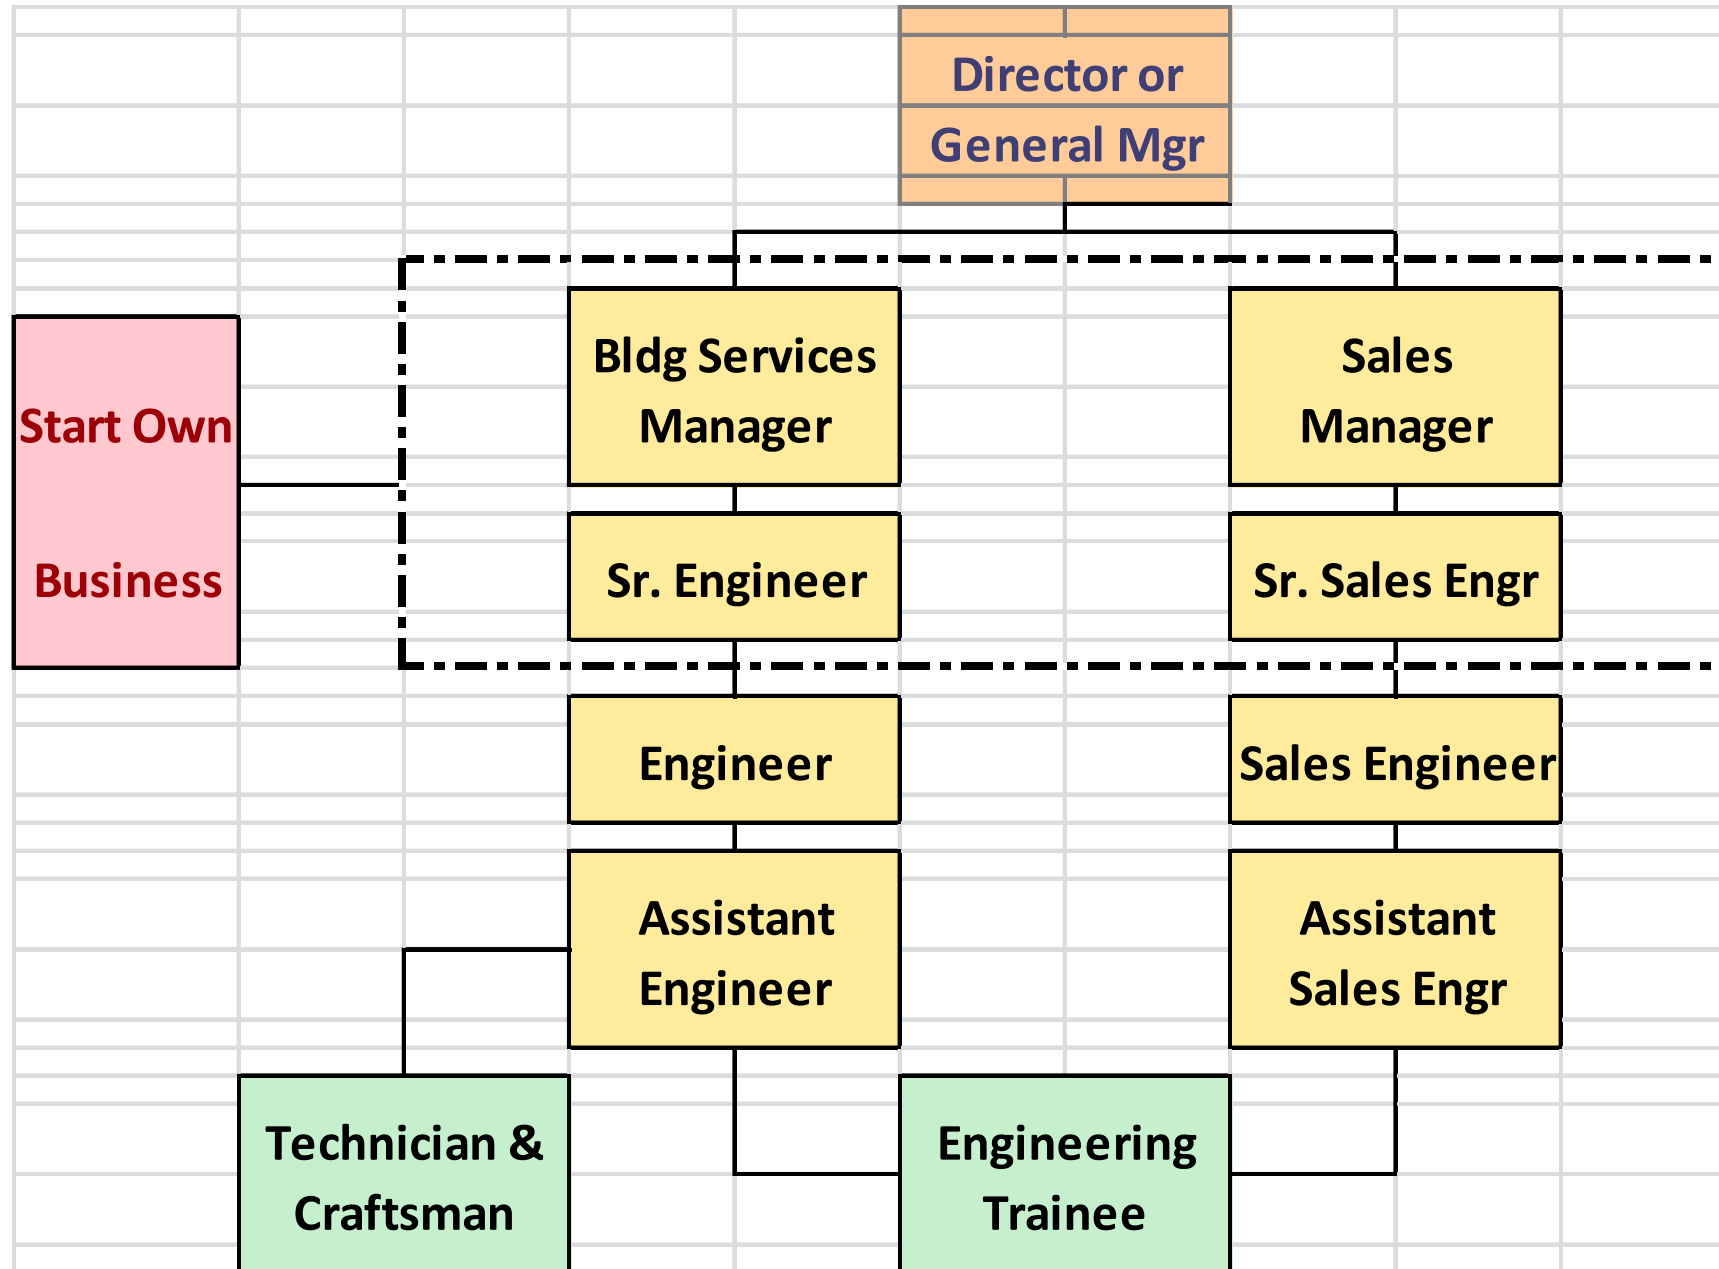 Director or
General Mgr
Bldg Services
Manager
Sales
Manager
Start Own
Business
Sr. Engineer
Sr. Sales Engr
Engineer
Sales Engineer
Assistant
Engineer
Assistant
Sales Engr
Technician &
Craftsman
Engineering
Trainee